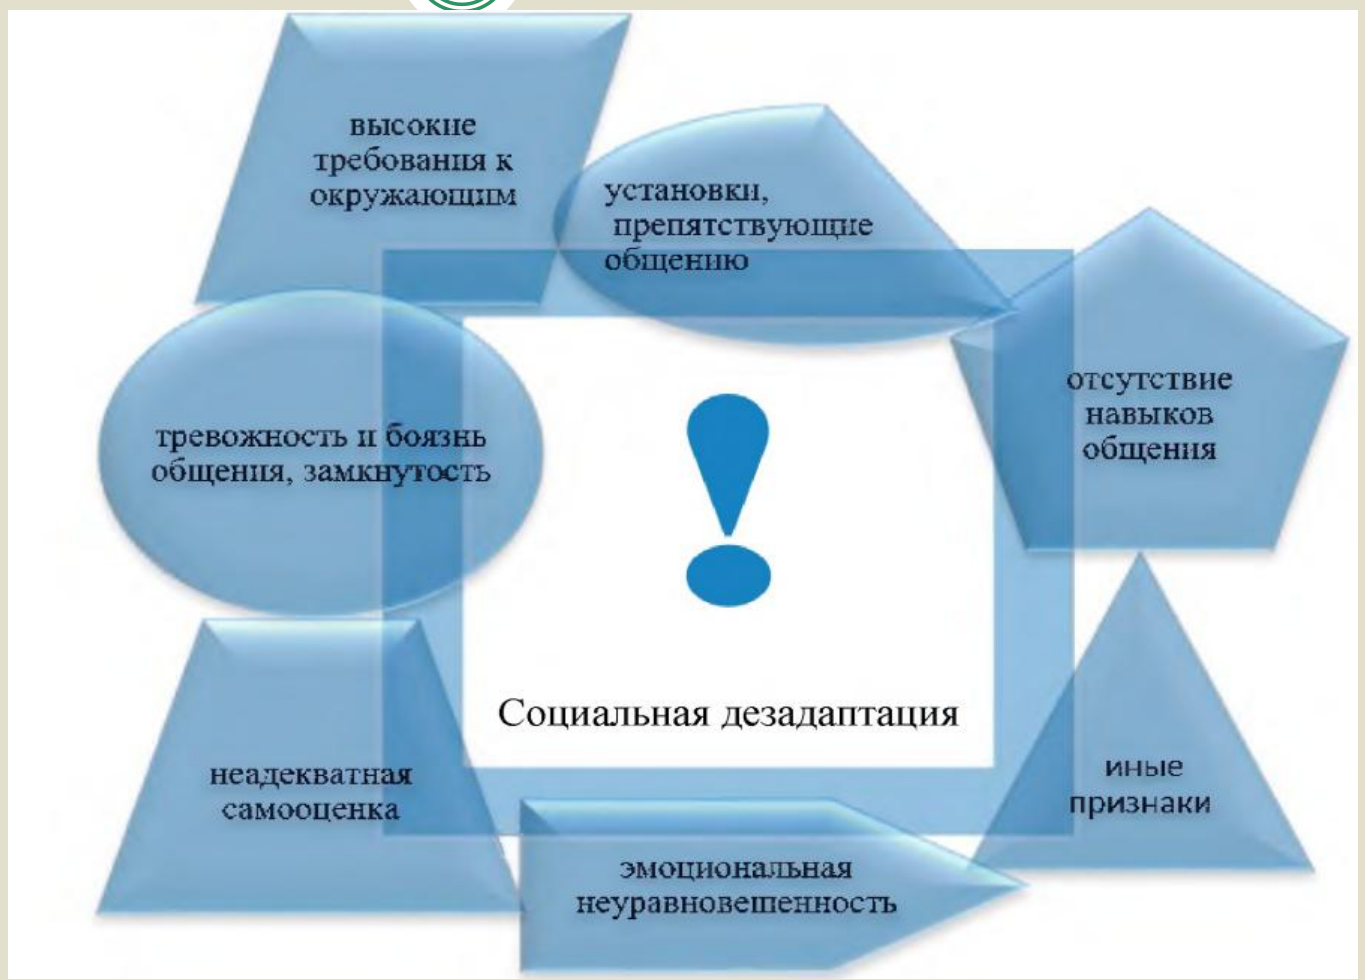 высокие
требования к
окружающим
установки,
препятствующие
общению
отсутствие
навыков
общения
тревожность и боязнь
общения, замкнутость
Социальная дезадаптация
неадекватная
самооценка
иные
признаки
эмоциональная
неуравновешенность